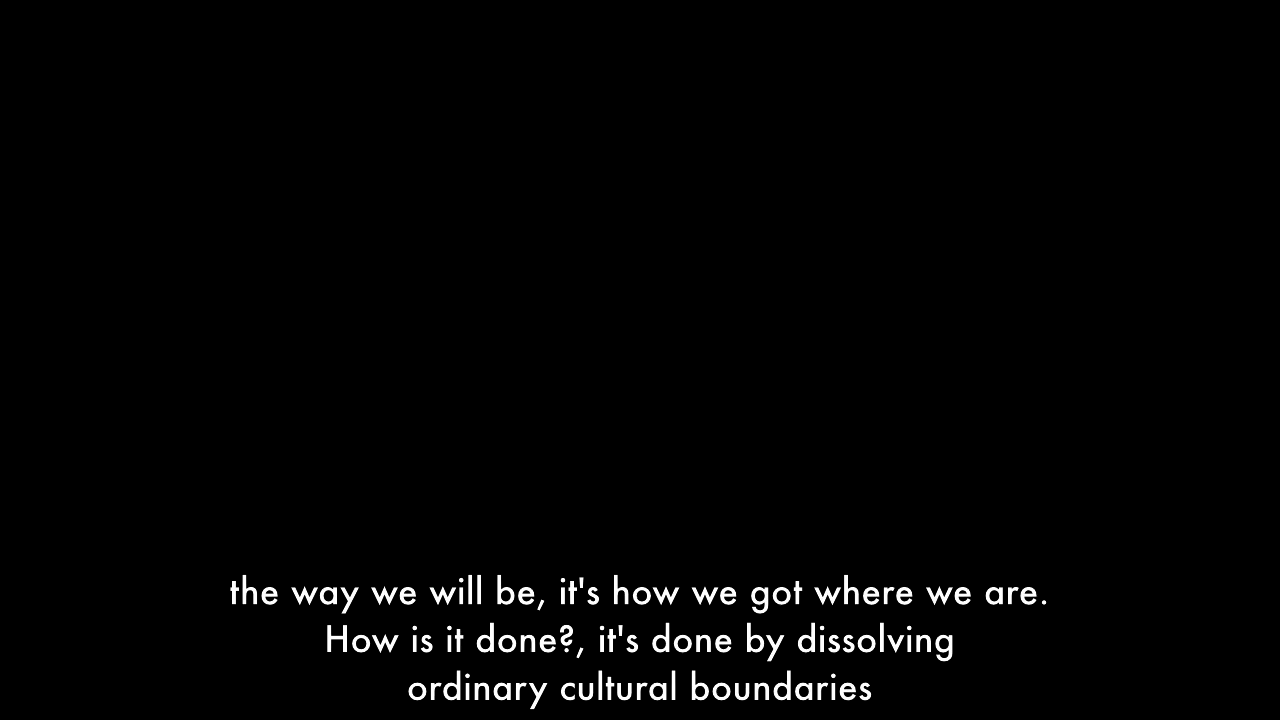 the way we will be, it's how we got where we are.
How is it done?, it's done by dissolving
ordinary cultural boundaries